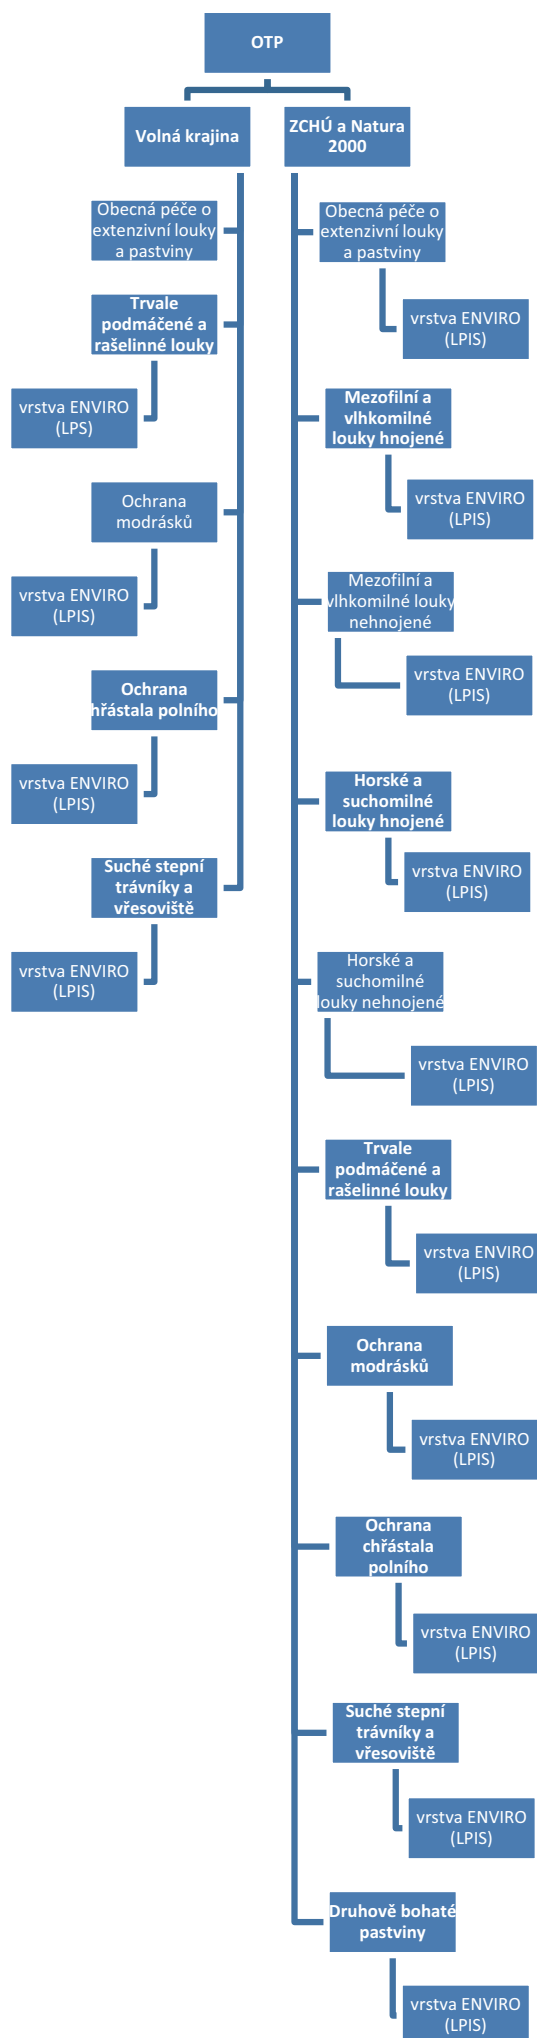 OTP
Volná krajina
Obecná péče o
extenzivní louky
a pastviny
Trvale
podmáčené a
rašelinné louky
vrstva ENVIRO
(LPS)
Ochrana
modrásků
vrstva ENVIRO
(LPIS)
Ochrana
chřástala polního
vrstva ENVIRO
(LPIS)
Suché stepní
trávníky a
vřesoviště
vrstva ENVIRO
(LPIS)
ZCHÚ a Natura
2000
Obecná péče o
extenzivní louky
a pastviny
vrstva ENVIRO
(LPIS)
Mezofilní a
vlhkomilné
louky hnojené
vrstva ENVIRO
(LPIS)
Mezofilní a
vlhkomilné louky
nehnojené
vrstva ENVIRO
(LPIS)
Horské a
suchomilné
louky hnojené
vrstva ENVIRO
(LPIS)
Horské a
suchomilné
louky nehnojené
vrstva ENVIRO
(LPIS)
Trvale
podmáčené a
rašelinné louky
vrstva ENVIRO
(LPIS)
Ochrana
modrásků
vrstva ENVIRO
(LPIS)
Ochrana
chřástala
polního
vrstva ENVIRO
(LPIS)
Suché stepní
trávníky a
vřesoviště
vrstva ENVIRO
(LPIS)
Druhově bohaté
pastviny
vrstva ENVIRO
(LPIS)